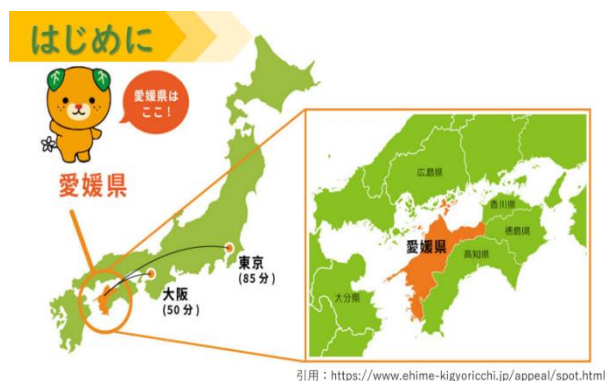 はじめに
愛媛県は
ここ！
愛媛県
東京
(85分)
大阪
(50分)
広島県
香川県
徳島県
愛媛県
高知県
大分県
引用：https://www.ehime-kigyoricchi.jp/appeal/spot.html